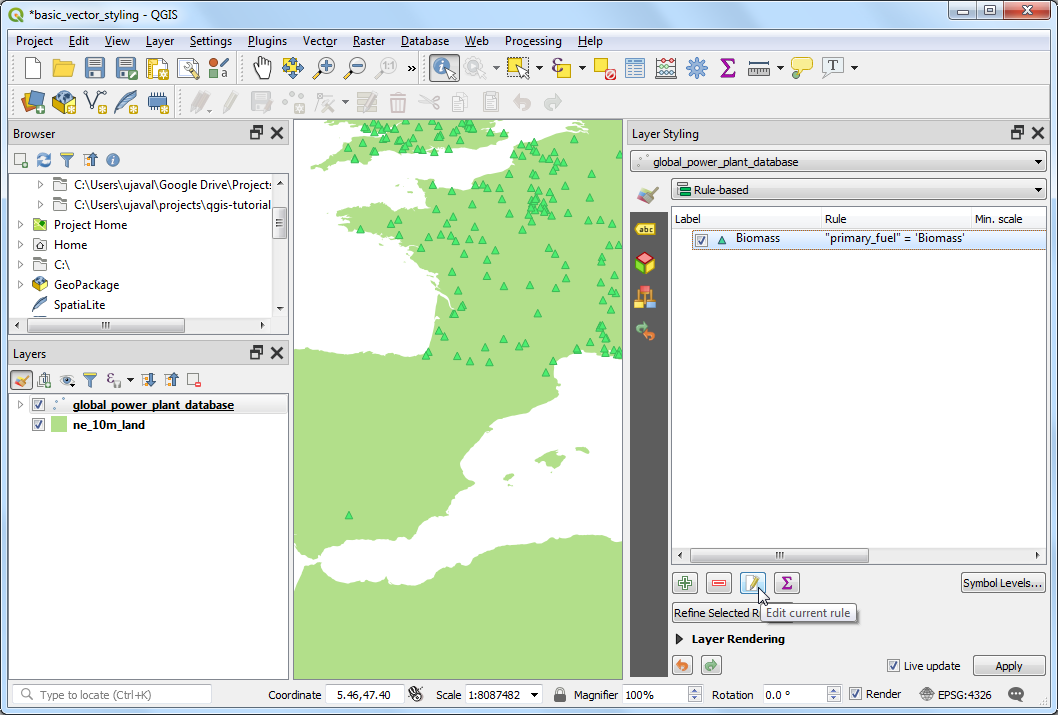 *basic_vector_styling - QGIS
Project Edit View Layer Settings Plugins Vector Raster Database Web Processing Help
1:1 »
ε
Σ
T
Browser
C:\Users\ujaval\Google Drive\Projects
C:\Users\ujaval\projects\qgis-tutorial
Project Home
Home
C:\
GeoPackage
SpatiaLite
Layers
ε
global_power_plant_database
ne_10m_land
Layer Styling
global_power_plant_database
Rule-based
abc
Label Rule Min. scale
Biomass "primary_fuel" = 'Biomass'
Σ
Symbol Levels...
Refine Selected R
Edit current rule
Layer Rendering
Live update
Apply
Type to locate (Ctrl+K)
Coordinate 5.46,47.40 Scale 1:8087482 Magnifier 100% Rotation 0.0 ° Render EPSG:4326